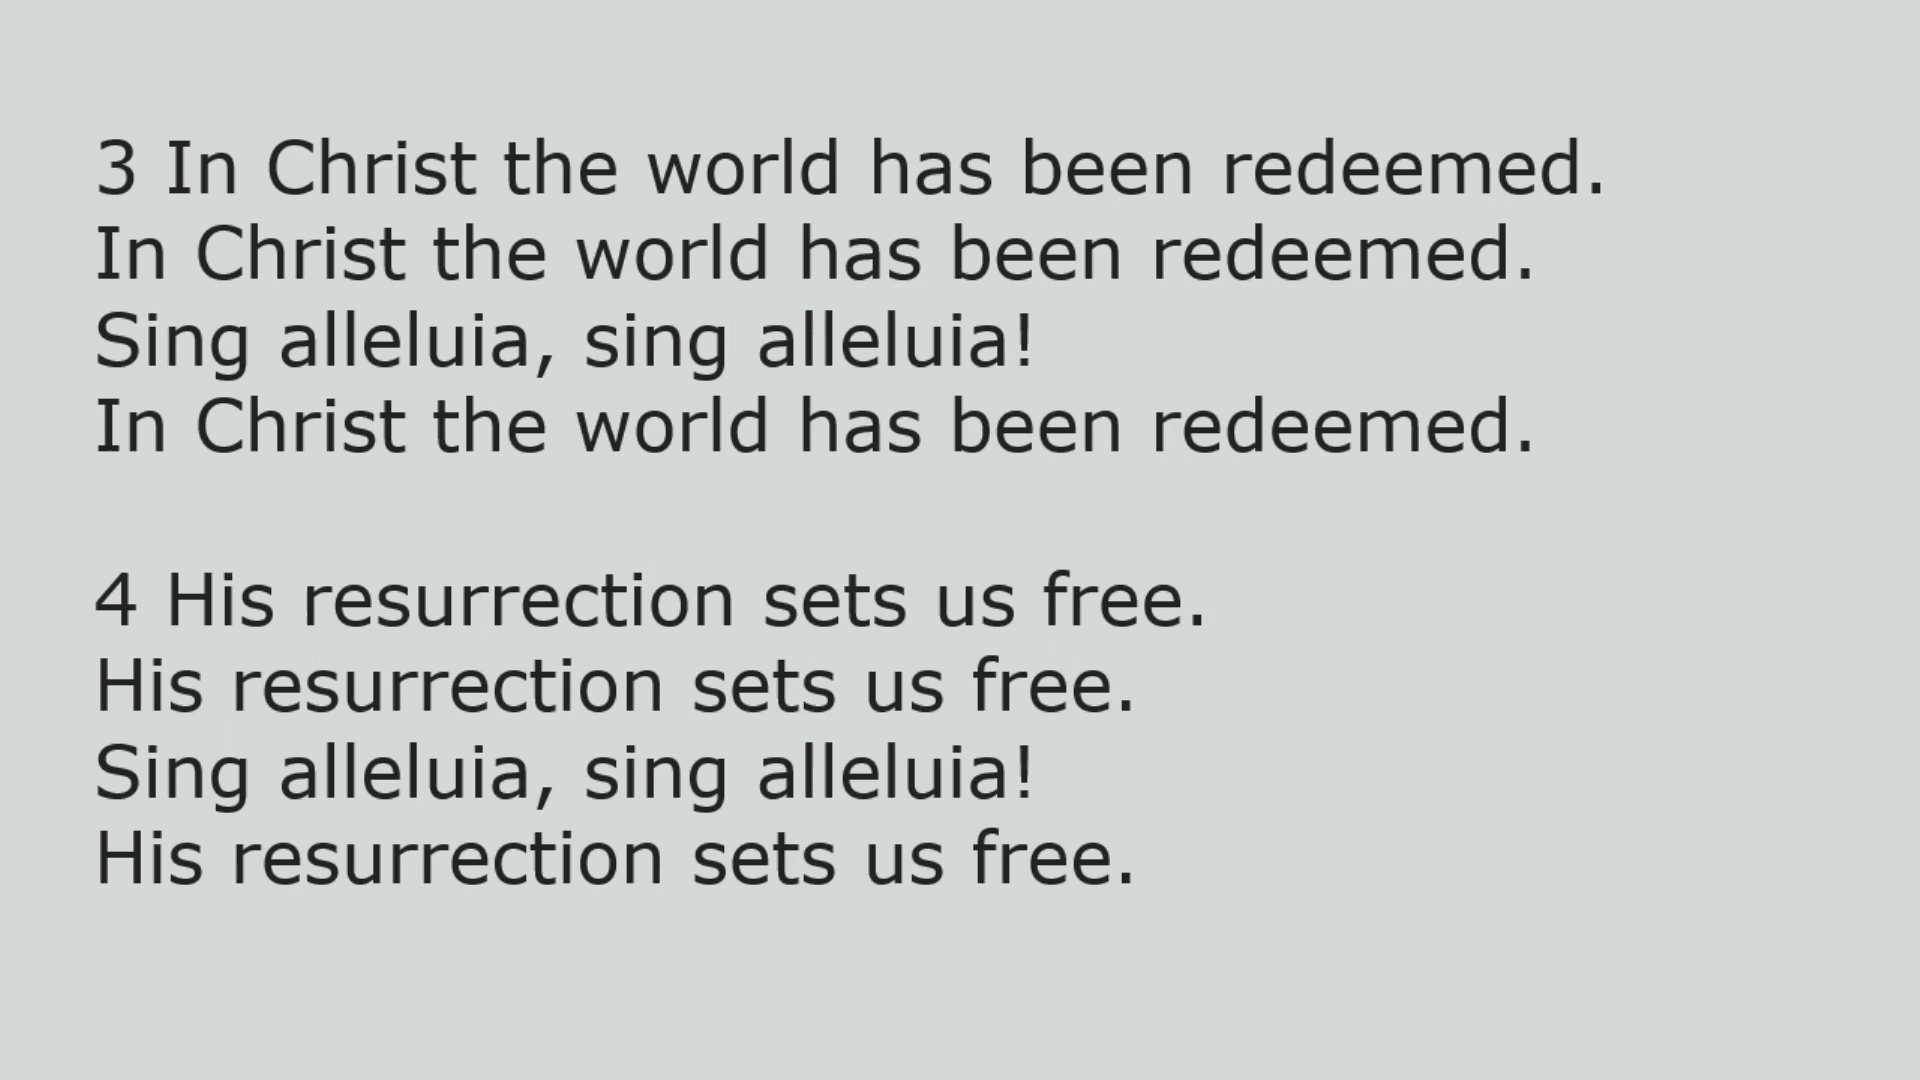 3 In Christ the world has been redeemed.
In Christ the world has been redeemed.
Sing alleluia, sing alleluia!
In Christ the world has been redeemed.

4 His resurrection sets us free.
His resurrection sets us free.
Sing alleluia, sing alleluia!
His resurrection sets us free.